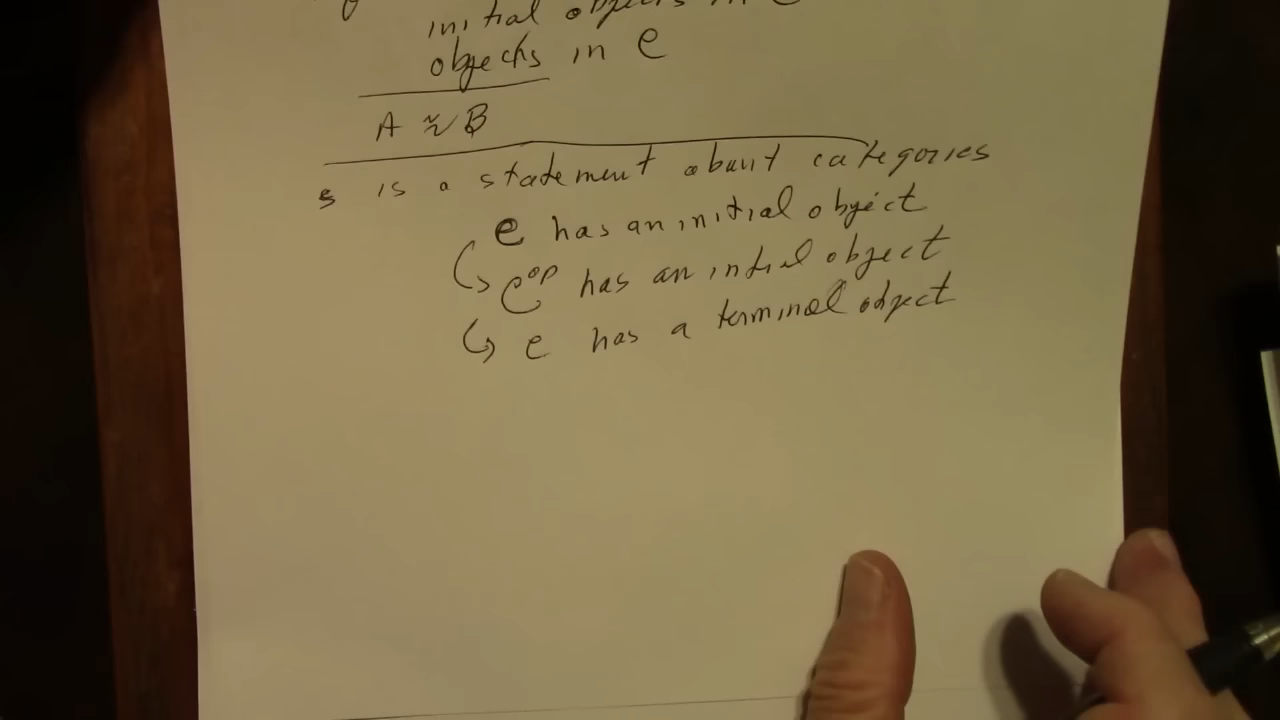 initial objects in C
objects in C
A ≈ B
s is a statement about categories
C has an initial object
↪ C^op has an initial object
↪ C has a terminal object